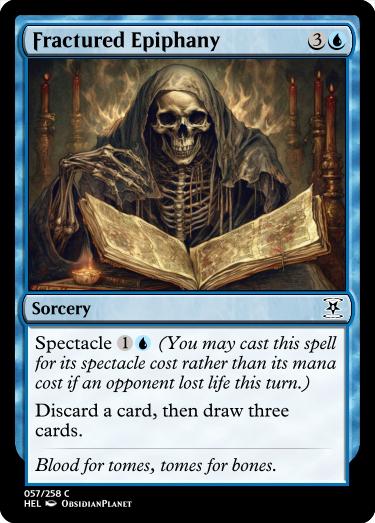 Fractured Epiphany 3
Sorcery
Spectacle 1 (You may cast this spell
for its spectacle cost rather than its mana
cost if an opponent lost life this turn.)
Discard a card, then draw three
cards.
Blood for tomes, tomes for bones.
057/258 C
HEL ObsidianPlanet